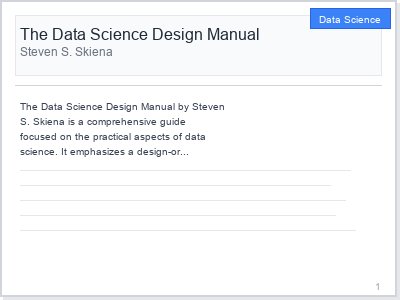 Data Science
The Data Science Design Manual
Steven S. Skiena
The Data Science Design Manual by Steven
S. Skiena is a comprehensive guide
focused on the practical aspects of data
science. It emphasizes a design-or...
1